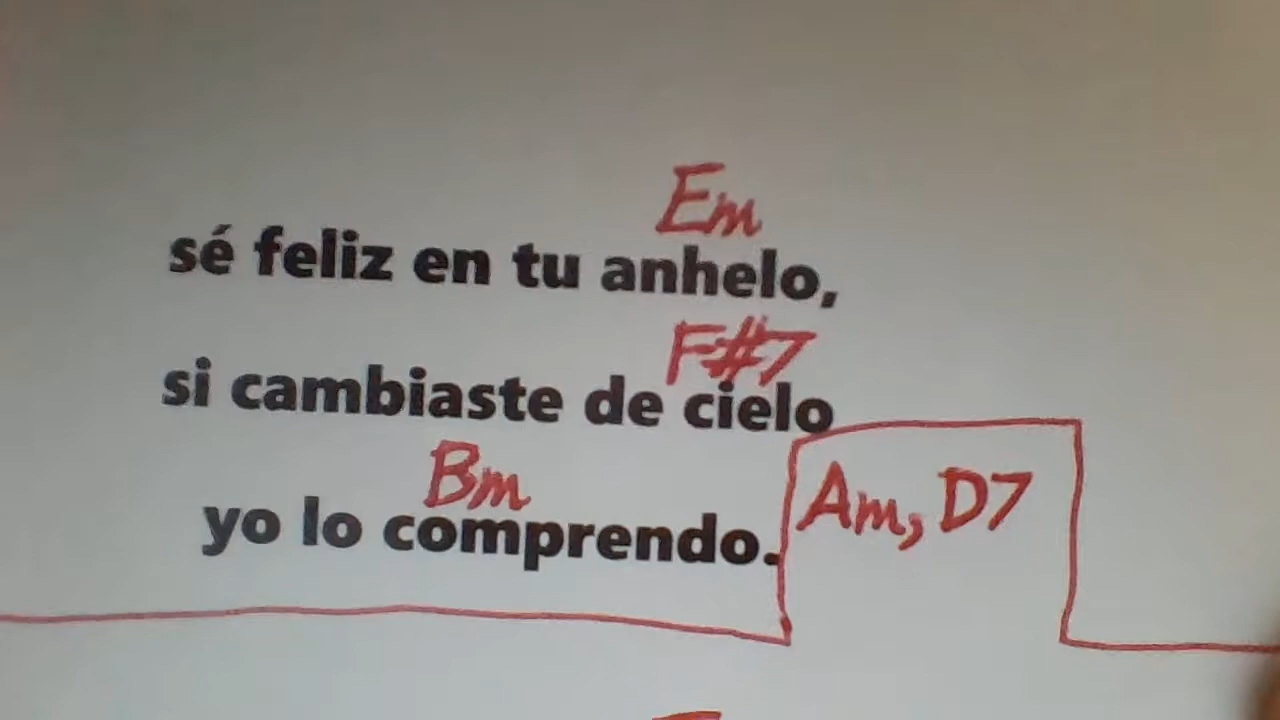 Em
sé feliz en tu anhelo,
F#7
si cambiaste de cielo
Bm
yo lo comprendo.
Am, D7